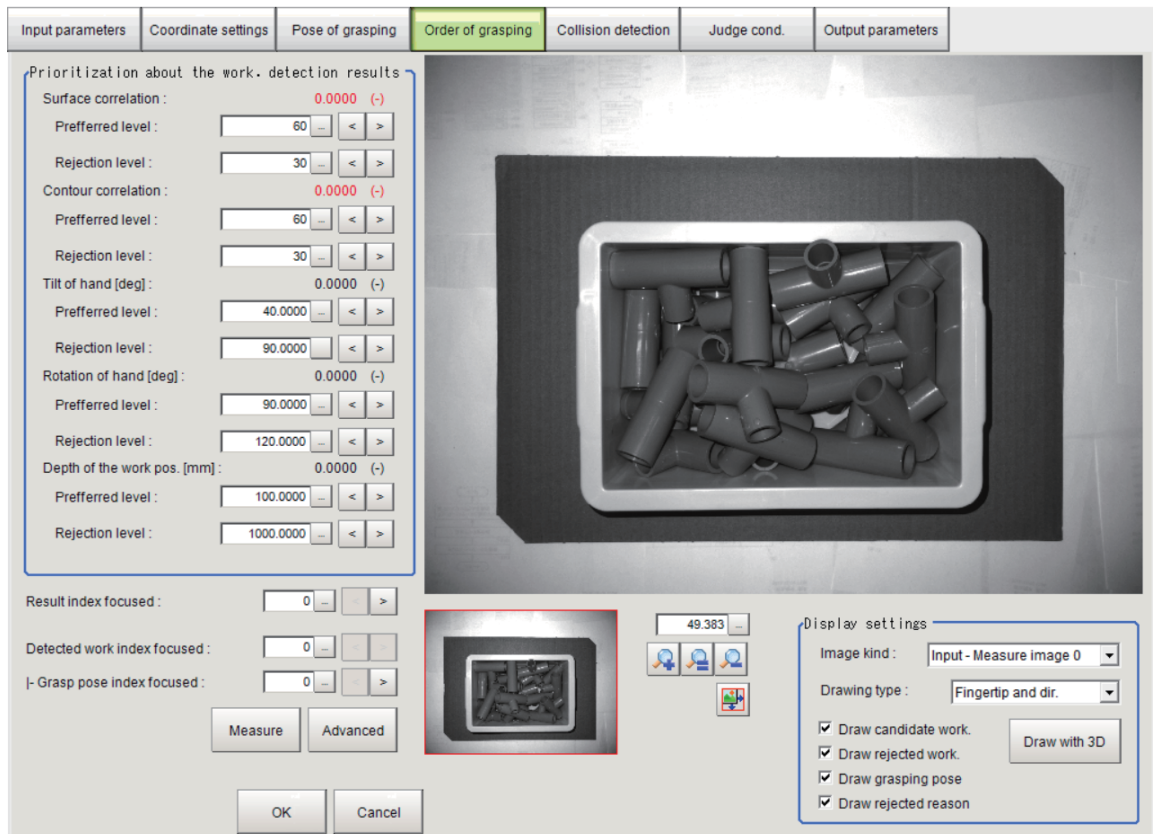 Input parameters Coordinate settings Pose of grasping Order of grasping Collision detection Judge cond. Output parameters
Prioritization about the work. detection results
Surface correlation : 0.0000 (-)
Prefferred level : 60 ... < >
Rejection level : 30 ... < >
Contour correlation : 0.0000 (-)
Prefferred level : 60 ... < >
Rejection level : 30 ... < >
Tilt of hand [deg] : 0.0000 (-)
Prefferred level : 40.0000 ... < >
Rejection level : 90.0000 ... < >
Rotation of hand [deg] : 0.0000 (-)
Prefferred level : 90.0000 ... < >
Rejection level : 120.0000 ... < >
Depth of the work pos. [mm] : 0.0000 (-)
Prefferred level : 100.0000 ... < >
Rejection level : 1000.0000 ... < >
Result index focused : 0 ... < >
Detected work index focused : 0 ... < >
|- Grasp pose index focused : 0 ... < >
Measure Advanced
OK Cancel
49.383 ...
Display settings
Image kind : Input - Measure image 0
Drawing type : Fingertip and dir.
Draw candidate work.
Draw rejected work.
Draw grasping pose
Draw rejected reason
Draw with 3D